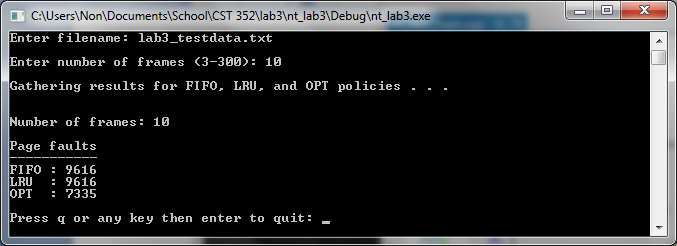 C:\Users\Non\Documents\School\CST 352\lab3\nt_lab3\Debug\nt_lab3.exe
Enter filename: lab3_testdata.txt
Enter number of frames (3-300): 10
Gathering results for FIFO, LRU, and OPT policies . . .
Number of frames: 10
Page faults
-----------
FIFO : 9616
LRU  : 9616
OPT  : 7335
Press q or any key then enter to quit: _